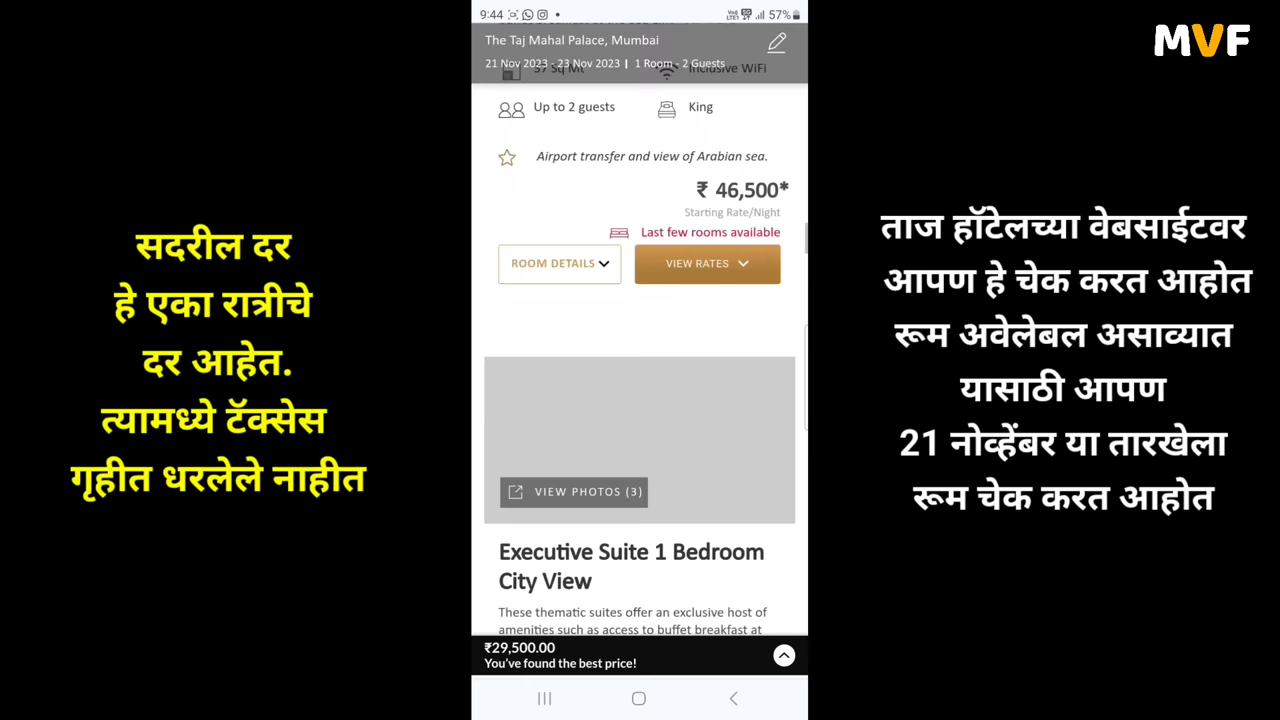 सदरील दर
हे एका रात्रीचे
दर आहेत.
त्यामध्ये टॅक्सेस
गृहीत धरलेले नाहीत
9:44
57%
The Taj Mahal Palace, Mumbai
21 Nov 2023 - 23 Nov 2023 | 1 Room - 2 Guests
37 Sq Mt
Inclusive WiFi
Up to 2 guests
King
Airport transfer and view of Arabian sea.
₹ 46,500*
Starting Rate/Night
Last few rooms available
ROOM DETAILS
VIEW RATES
VIEW PHOTOS (3)
Executive Suite 1 Bedroom
City View
These thematic suites offer an exclusive host of
amenities such as access to buffet breakfast at
₹29,500.00
You've found the best price!
MVF
ताज हॉटेलच्या वेबसाईटवर
आपण हे चेक करत आहोत
रूम अवेलेबल असाव्यात
यासाठी आपण
21 नोव्हेंबर या तारखेला
रूम चेक करत आहोत